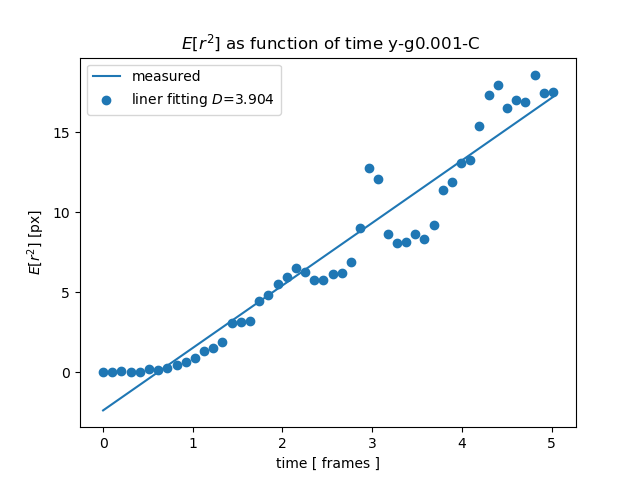 E[r²] as function of time y-g0.001-C
measured
liner fitting D=3.904
E[r²] [px]
15
10
5
0
0 1 2 3 4 5
time [ frames ]